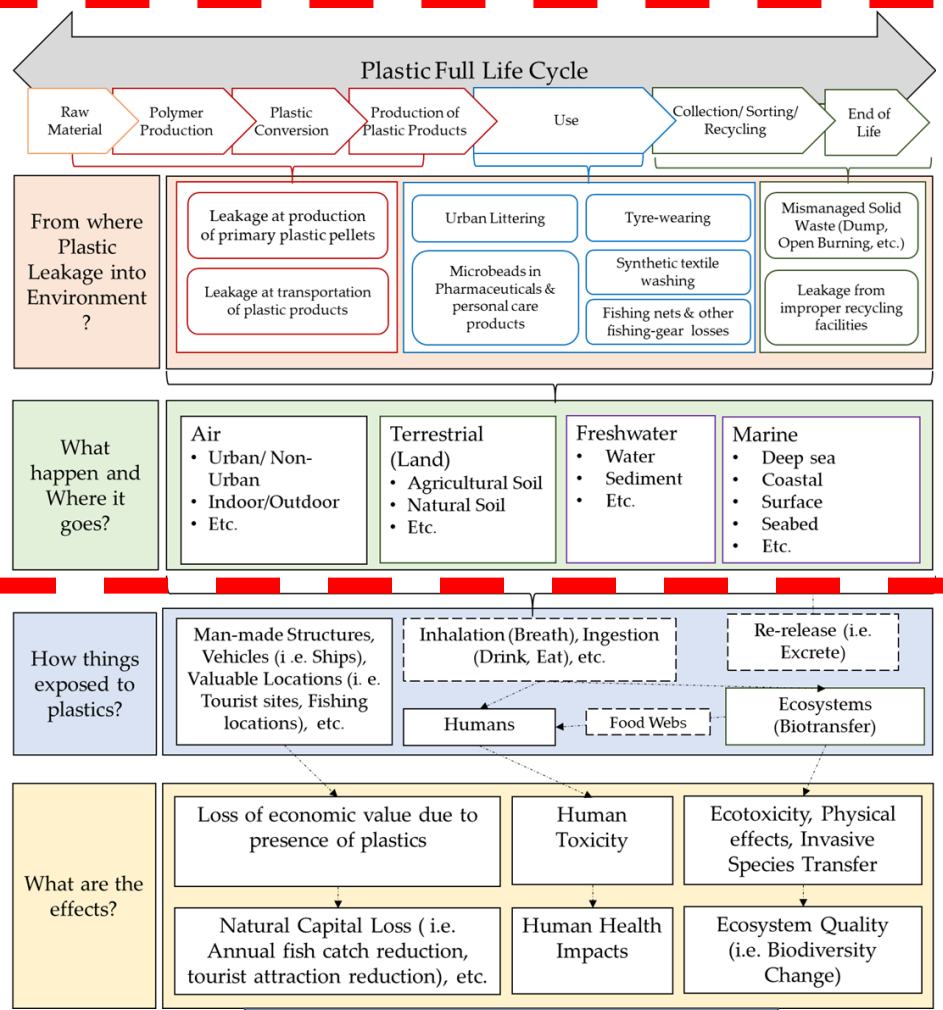 Plastic Full Life Cycle
Raw
Material
Polymer
Production
Plastic
Conversion
Production of
Plastic Products
Use
Collection/ Sorting/
Recycling
End of
Life
From where
Plastic
Leakage into
Environment
?
Leakage at production
of primary plastic pellets
Leakage at transportation
of plastic products
Urban Littering
Microbeads in
Pharmaceuticals &
personal care
products
Tyre-wearing
Synthetic textile
washing
Fishing nets & other
fishing-gear losses
Mismanaged Solid
Waste (Dump,
Open Burning, etc.)
Leakage from
improper recycling
facilities
What
happen and
Where it
goes?
Air
• Urban/ Non-
Urban
• Indoor/Outdoor
• Etc.
Terrestrial
(Land)
• Agricultural Soil
• Natural Soil
• Etc.
Freshwater
• Water
• Sediment
• Etc.
Marine
• Deep sea
• Coastal
• Surface
• Seabed
• Etc.
How things
exposed to
plastics?
Man-made Structures,
Vehicles (i .e. Ships),
Valuable Locations (i. e.
Tourist sites, Fishing
locations), etc.
Inhalation (Breath), Ingestion
(Drink, Eat), etc.
Humans
Food Webs
Re-release (i.e.
Excrete)
Ecosystems
(Biotransfer)
What are the
effects?
Loss of economic value due to
presence of plastics
Human
Toxicity
Ecotoxicity, Physical
effects, Invasive
Species Transfer
Natural Capital Loss ( i.e.
Annual fish catch reduction,
tourist attraction reduction), etc.
Human Health
Impacts
Ecosystem Quality
(i.e. Biodiversity
Change)